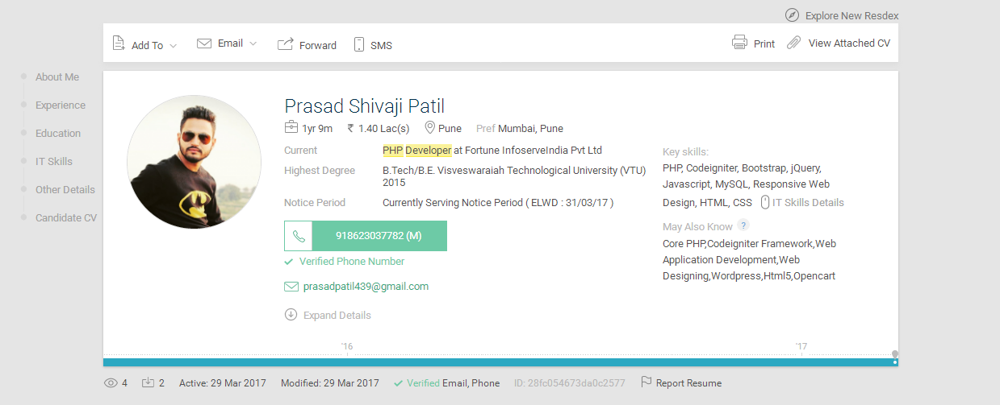 Explore New Resdex
Add To
Email
Forward
SMS
Print
View Attached CV
About Me
Experience
Education
IT Skills
Other Details
Candidate CV
Prasad Shivaji Patil
1yr 9m ₹ 1.40 Lac(s) Pune Pref Mumbai, Pune
Current PHP Developer at Fortune InfoserveIndia Pvt Ltd
Highest Degree B.Tech/B.E. Visveswaraiah Technological University (VTU)
2015
Notice Period Currently Serving Notice Period ( ELWD : 31/03/17 )
918623037782 (M)
Verified Phone Number
prasadpatil439@gmail.com
Expand Details
Key skills:
PHP, Codeigniter, Bootstrap, jQuery,
Javascript, MySQL, Responsive Web
Design, HTML, CSS IT Skills Details
May Also Know ?
Core PHP,Codeigniter Framework,Web
Application Development,Web
Designing,Wordpress,Html5,Opencart
'16 '17
4 2 Active: 29 Mar 2017 Modified: 29 Mar 2017 Verified Email, Phone ID: 28fc054673da0c2577 Report Resume